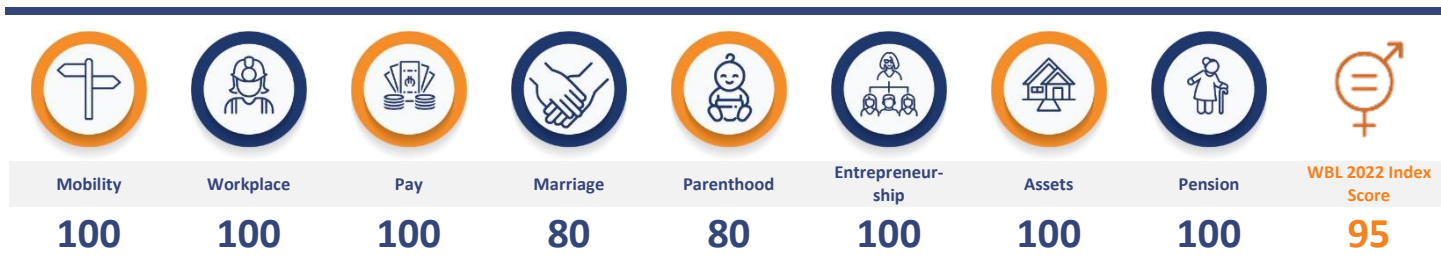 Mobility
Workplace
Pay
Marriage
Parenthood
Entrepreneur-
ship
Assets
Pension
WBL 2022 Index
Score
100
100
100
80
80
100
100
100
95